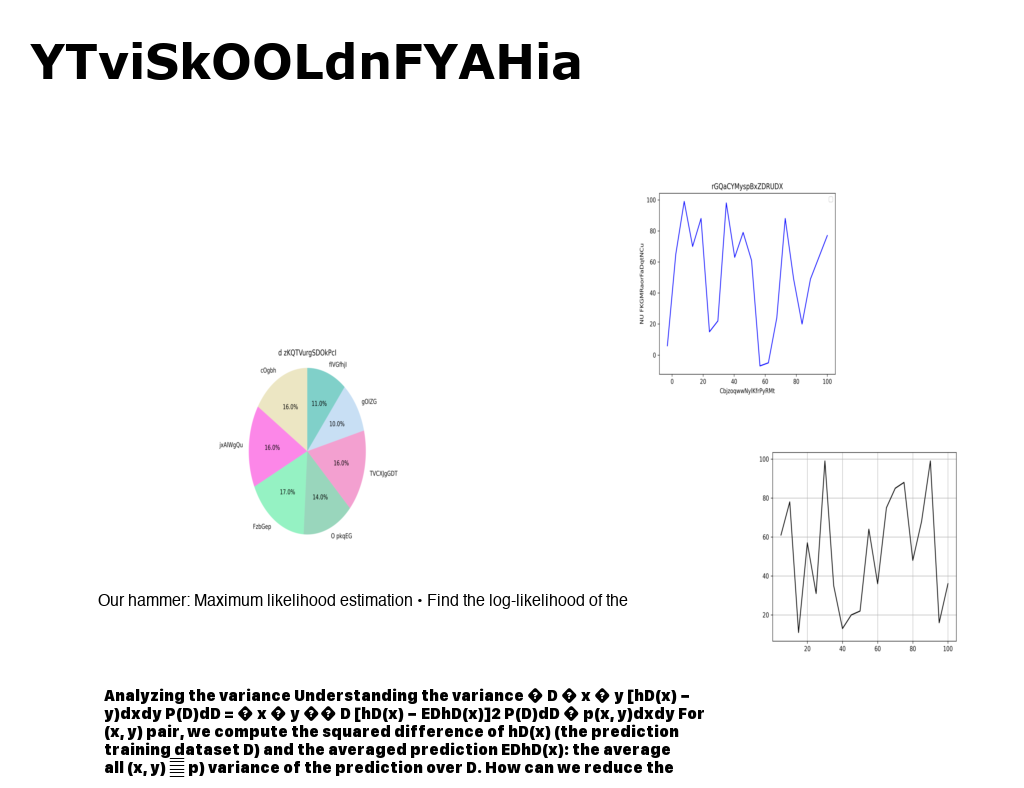 YTviSkOOLdnFYAHia
rGQaCYMyspBxZDRUDX
100
80
60
40
20
0
0 20 40 60 80 100
d zKQTVurgSDOkPcI
cOgbh
gOIZG
TVCXJgGDT
O pkqEG
FzbGep
jxAIWgQu
11.0%
16.0%
10.0%
16.0%
16.0%
17.0%
14.0%
100
80
60
40
20
20 40 60 80 100
Our hammer: Maximum likelihood estimation • Find the log-likelihood of the
Analyzing the variance Understanding the variance � D � x � y [hD(x) −
y)dxdy P(D)dD = � x � y �� D [hD(x) − EDhD(x)]2 P(D)dD � p(x, y)dxdy For
(x, y) pair, we compute the squared difference of hD(x) (the prediction
training dataset D) and the averaged prediction EDhD(x): the average
all (x, y) p) variance of the prediction over D. How can we reduce the